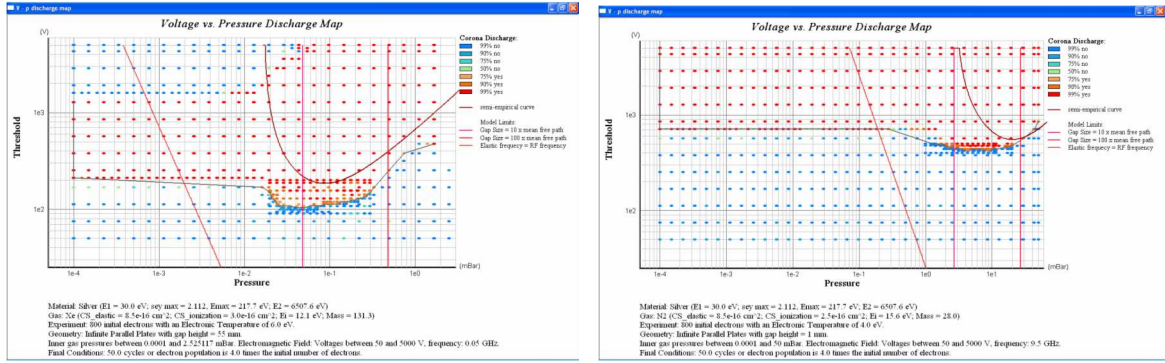 V - p discharge map
Voltage vs. Pressure Discharge Map
(V)
Corona Discharge:
99% no
90% no
75% no
50% no
75% yes
90% yes
99% yes
semi-empirical curve
Model Limits:
Gap Size = 10 x mean free path
Gap Size = 100 x mean free path
Elastic frequency = RF frequency
Threshold
1e3
1e2
1e-4
1e-3
1e-2
1e-1
1e0
(mBar)
Pressure
Material: Silver (E1 = 30.0 eV; sey max = 2.112, Emax = 217.7 eV; E2 = 6507.6 eV)
Gas: Xe (CS_elastic = 8.5e-16 cm^2; CS_ionization = 3.0e-16 cm^2; Ei = 12.1 eV; Mass = 131.3)
Experiment: 800 initial electrons with an Electronic Temperature of 6.0 eV.
Geometry: Infinite Parallel Plates with gap height = 55 mm.
Inner gas pressures between 0.0001 and 2.525117 mBar. Electromagnetic Field: Voltages between 50 and 5000 V, frequency: 0.05 GHz.
Final Conditions: 50.0 cycles or electron population is 4.0 times the initial number of electrons.
V - p discharge map
Voltage vs. Pressure Discharge Map
(V)
Corona Discharge:
99% no
90% no
75% no
50% no
75% yes
90% yes
99% yes
semi-empirical curve
Model Limits:
Gap Size = 10 x mean free path
Gap Size = 100 x mean free path
Elastic frequency = RF frequency
Threshold
1e3
1e2
1e-4
1e-3
1e-2
1e-1
1e0
1e1
(mBar)
Pressure
Material: Silver (E1 = 30.0 eV; sey max = 2.112, Emax = 217.7 eV; E2 = 6507.6 eV)
Gas: N2 (CS_elastic = 8.5e-16 cm^2; CS_ionization = 2.5e-16 cm^2; Ei = 15.6 eV; Mass = 28.0)
Experiment: 800 initial electrons with an Electronic Temperature of 4.0 eV.
Geometry: Infinite Parallel Plates with gap height = 1 mm.
Inner gas pressures between 0.0001 and 50 mBar. Electromagnetic Field: Voltages between 50 and 5000 V, frequency: 9.5 GHz.
Final Conditions: 50.0 cycles or electron population is 4.0 times the initial number of electrons.